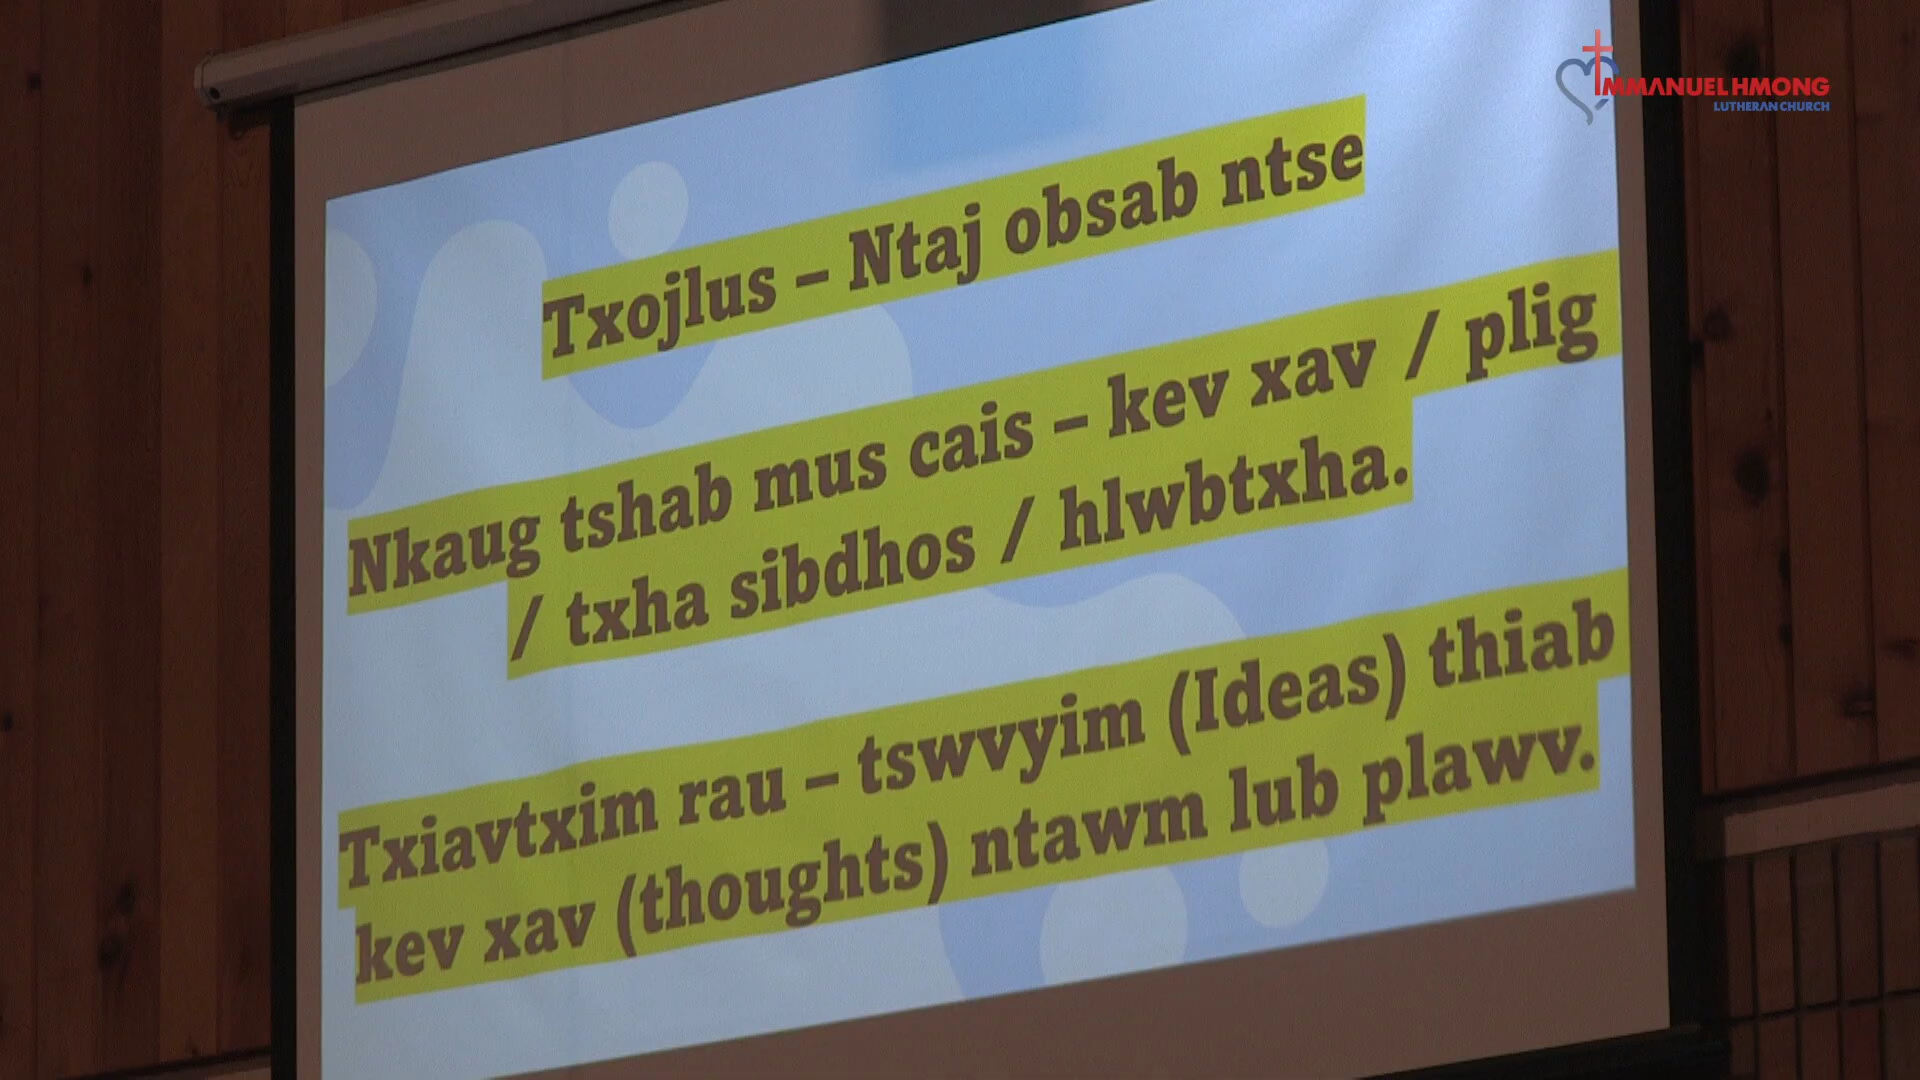 IMMANUEL HMONG
LUTHERAN CHURCH
Txojlus – Ntaj obsab ntse
Nkaug tshab mus cais – kev xav / plig
/ txha sibdhos / hlwbtxha.
Txiavtxim rau – tswvyim (Ideas) thiab
kev xav (thoughts) ntawm lub plawv.